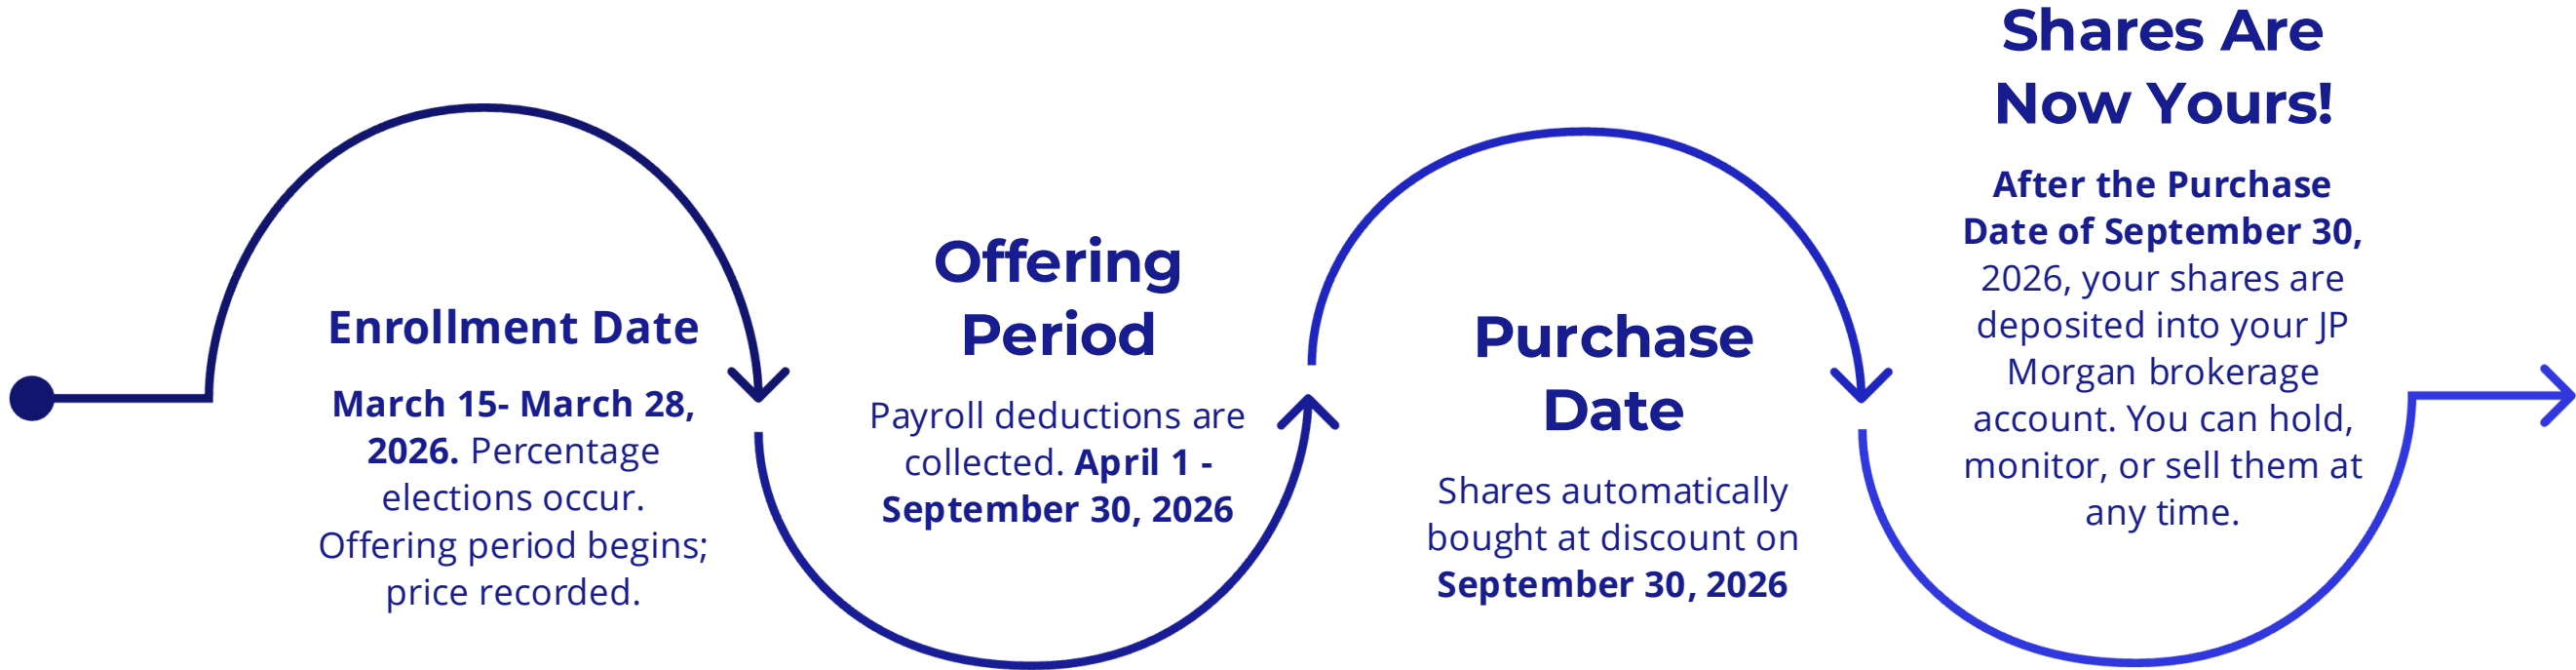 Enrollment Date
March 15- March 28,
2026. Percentage
elections occur.
Offering period begins;
price recorded.
Offering
Period
Payroll deductions are
collected. April 1 -
September 30, 2026
Purchase
Date
Shares automatically
bought at discount on
September 30, 2026
Shares Are
Now Yours!
After the Purchase
Date of September 30,
2026, your shares are
deposited into your JP
Morgan brokerage
account. You can hold,
monitor, or sell them at
any time.